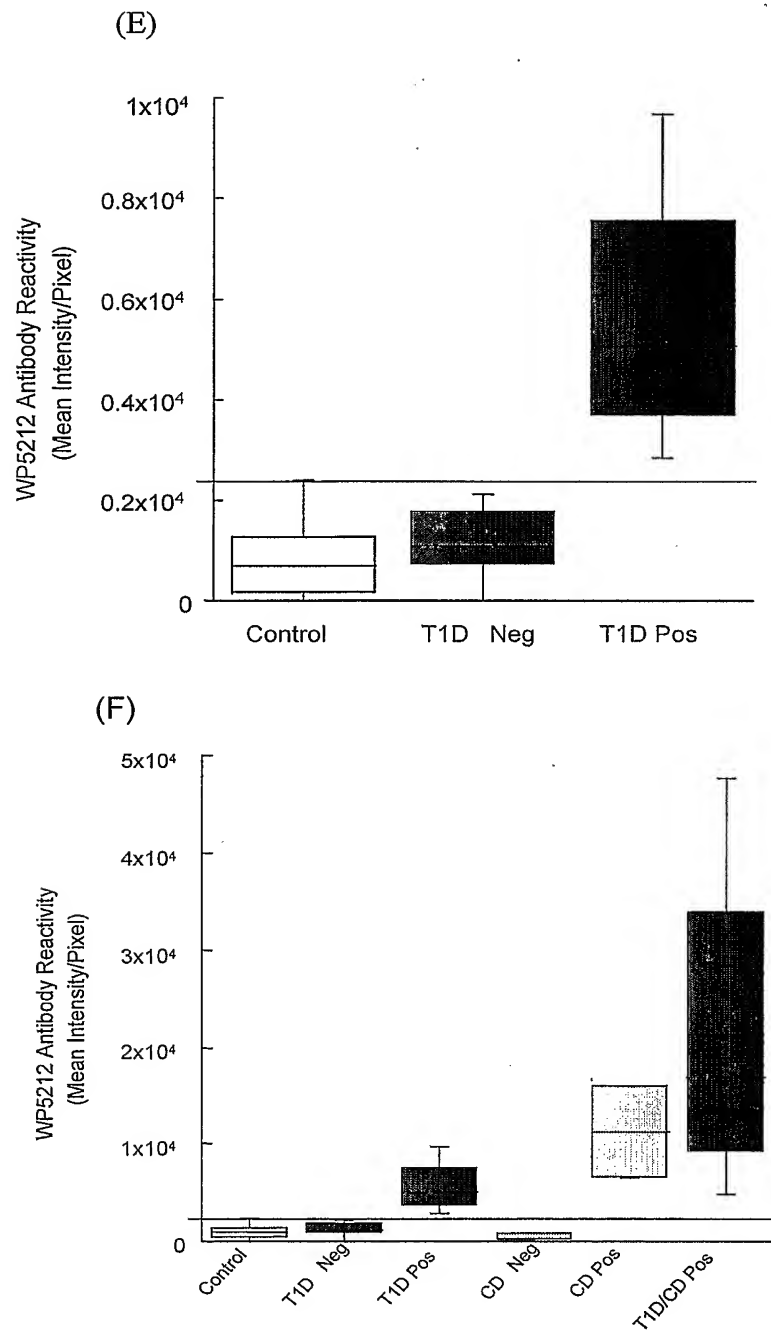 (E)
WP5212 Antibody Reactivity
(Mean Intensity/Pixel)
1x10⁴
0.8x10⁴
0.6x10⁴
0.4x10⁴
0.2x10⁴
0
Control
T1D Neg
T1D Pos
(F)
WP5212 Antibody Reactivity
(Mean Intensity/Pixel)
5x10⁴
4x10⁴
3x10⁴
2x10⁴
1x10⁴
0
Control
T1D Neg
T1D Pos
CD Neg
CD Pos
T1D/CD Pos